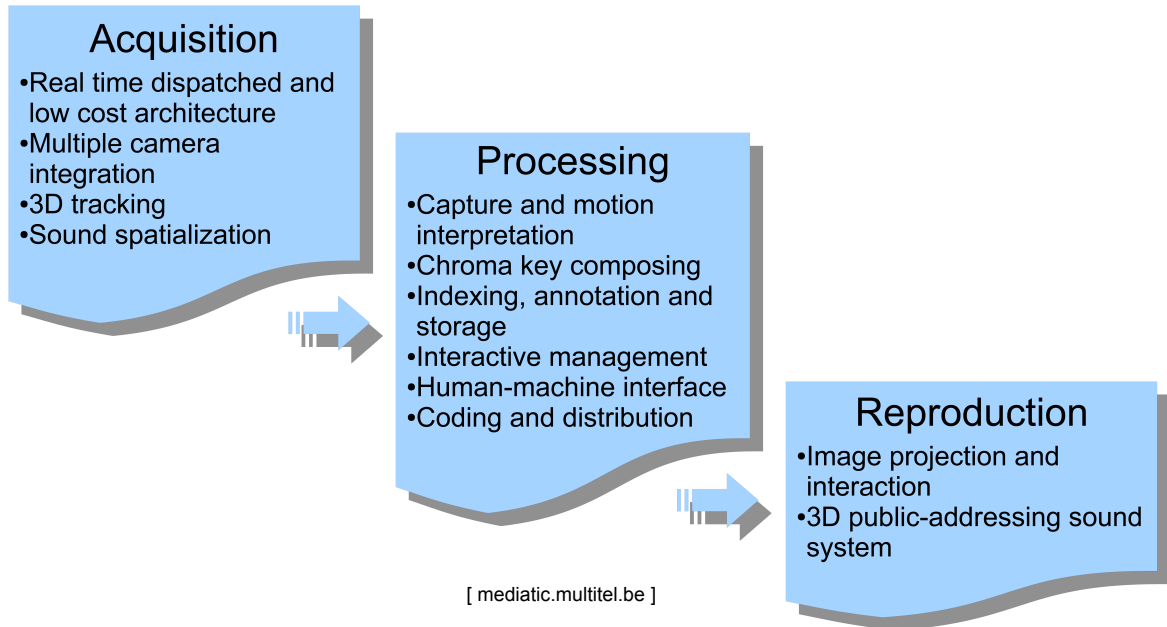 Acquisition
•Real time dispatched and
low cost architecture
•Multiple camera
integration
•3D tracking
•Sound spatialization
Processing
•Capture and motion
interpretation
•Chroma key composing
•Indexing, annotation and
storage
•Interactive management
•Human-machine interface
•Coding and distribution
Reproduction
•Image projection and
interaction
•3D public-addressing sound
system
[ mediatic.multitel.be ]